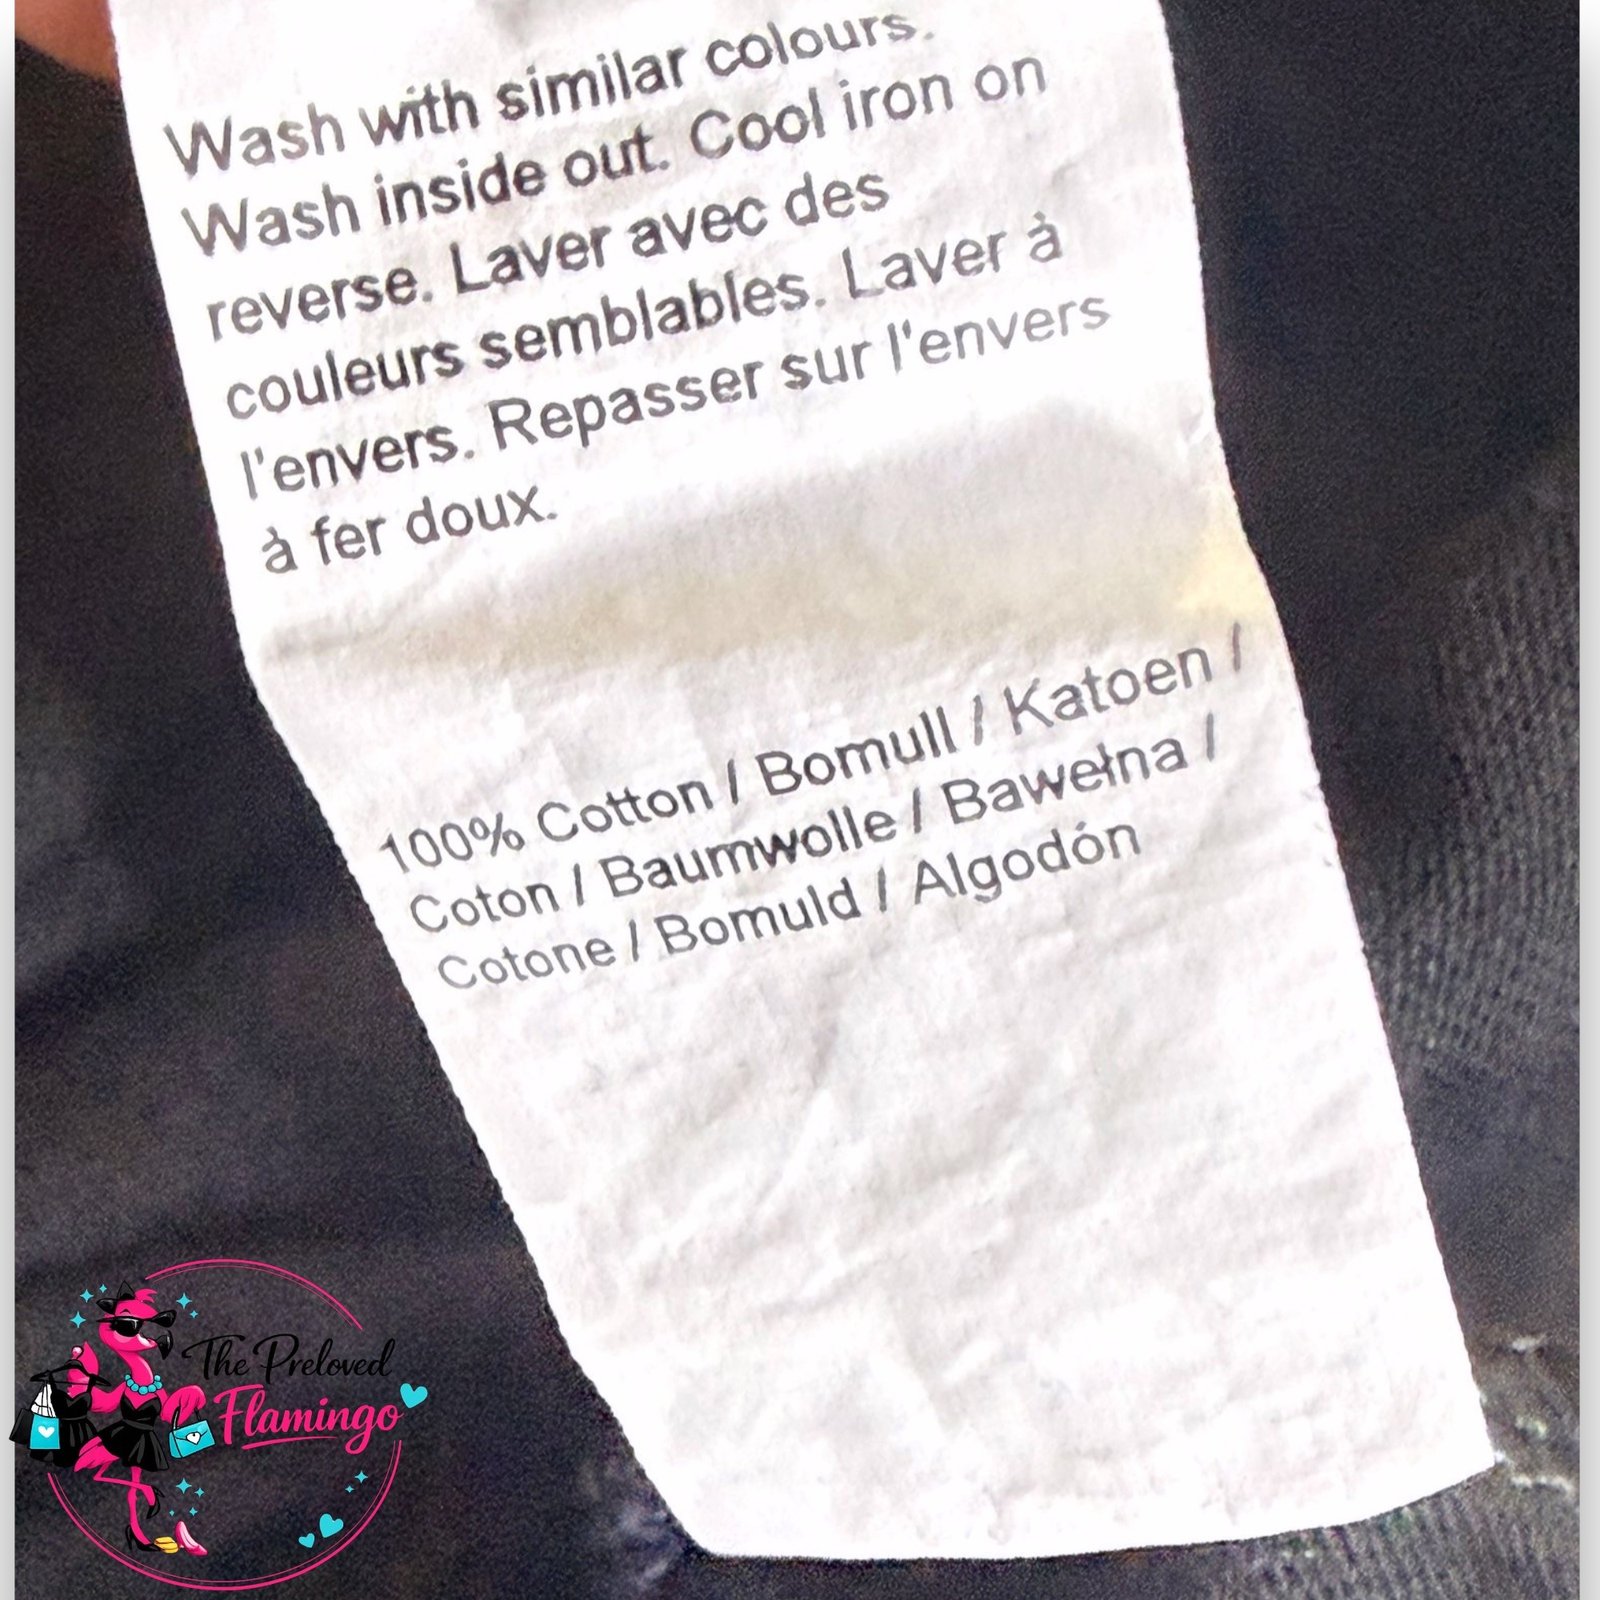 Wash with similar colours.
Wash inside out. Cool iron on
reverse. Laver avec des
couleurs semblables. Laver à
l'envers. Repasser sur l'envers
à fer doux.
100% Cotton / Bomull / Katoen /
Coton / Baumwolle / Bawełna /
Cotone / Bomuld / Algodón
The Preloved
Flamingo